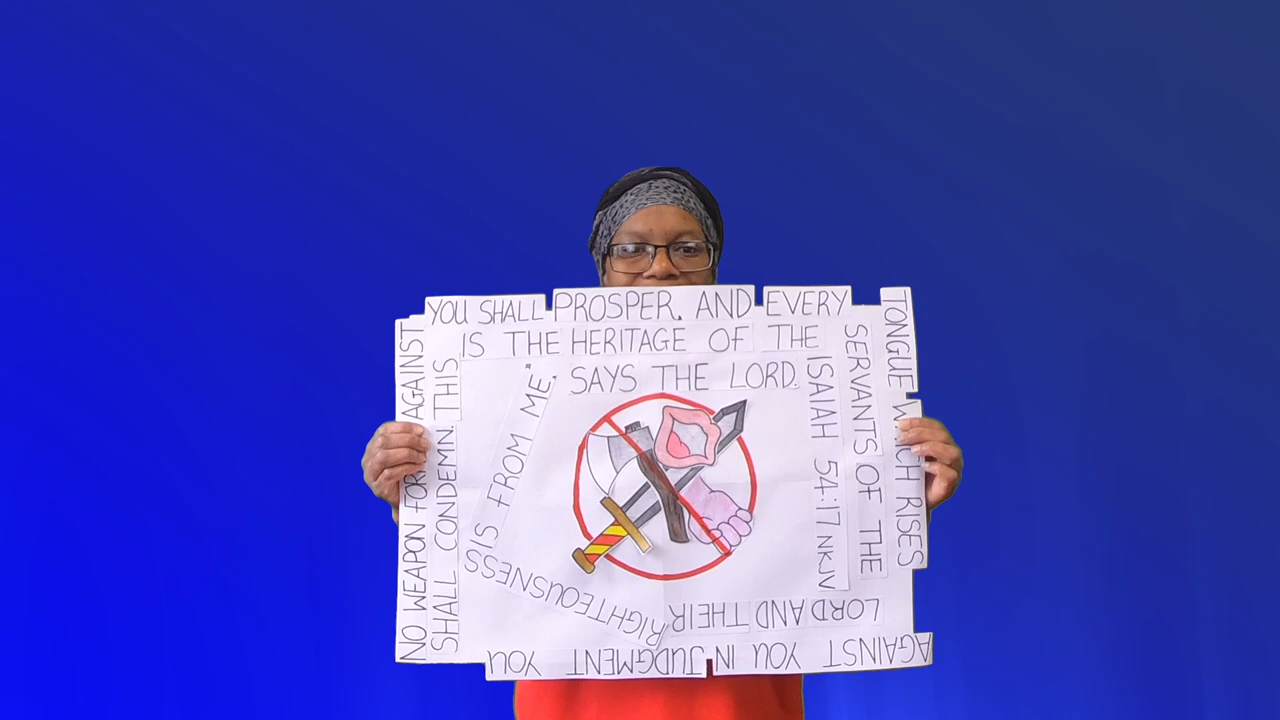 NO WEAPON FOR AGAINST
YOU SHALL PROSPER, AND EVERY
TONGUE W ICH RISES
AGAINST YOU IN JUDGMENT YOU
SHALL CONDEMN. THIS
IS THE HERITAGE OF THE
SERVANTS OF THE
LORD AND THEIR
RIGHTEOUSNESS
IS FROM ME,"
SAYS THE LORD.
ISAIAH 54:17 NKJV